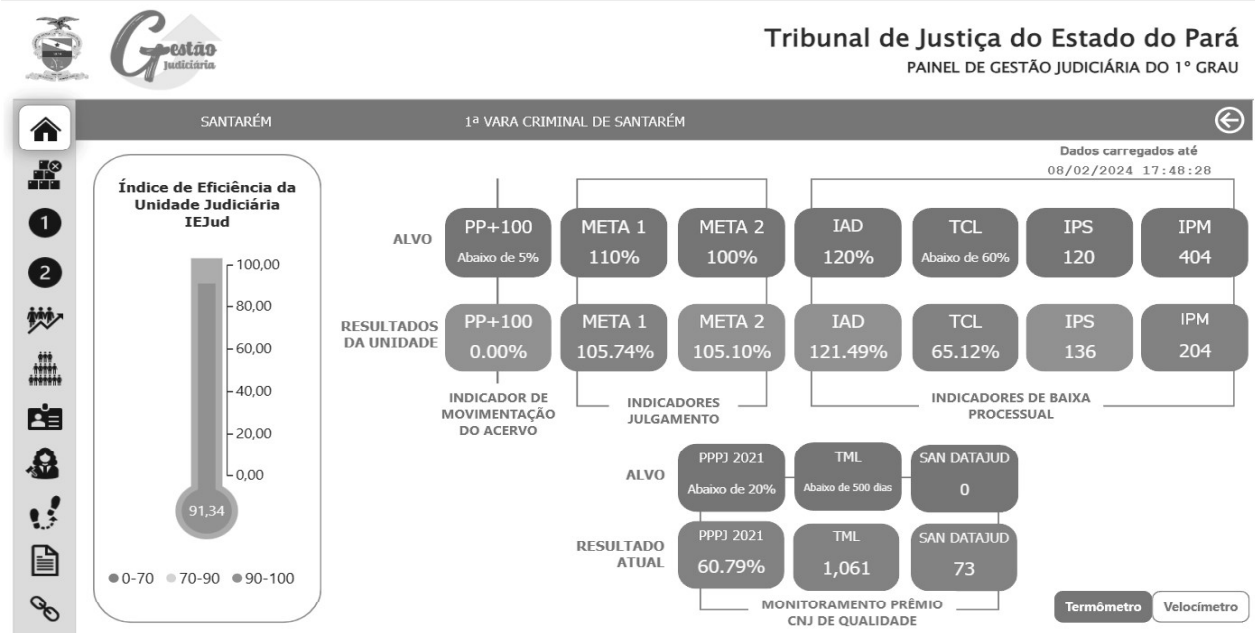 Gestão
Judiciária
Tribunal de Justiça do Estado do Pará
PAINEL DE GESTÃO JUDICIÁRIA DO 1º GRAU
SANTARÉM
1ª VARA CRIMINAL DE SANTARÉM
Dados carregados até
08/02/2024 17:48:28
Índice de Eficiência da
Unidade Judiciária
IEJud
100,00
80,00
60,00
40,00
20,00
0,00
91,34
0-70 70-90 90-100
1
2
ALVO
PP+100
Abaixo de 5%
META 1
110%
META 2
100%
IAD
120%
TCL
Abaixo de 60%
IPS
120
IPM
404
RESULTADOS
DA UNIDADE
PP+100
0.00%
META 1
105.74%
META 2
105.10%
IAD
121.49%
TCL
65.12%
IPS
136
IPM
204
INDICADOR DE
MOVIMENTAÇÃO
DO ACERVO
INDICADORES
JULGAMENTO
INDICADORES DE BAIXA
PROCESSUAL
ALVO
PPPJ 2021
Abaixo de 20%
TML
Abaixo de 500 dias
SAN DATAJUD
0
RESULTADO
ATUAL
PPPJ 2021
60.79%
TML
1,061
SAN DATAJUD
73
MONITORAMENTO PRÊMIO
CNJ DE QUALIDADE
Termômetro
Velocímetro